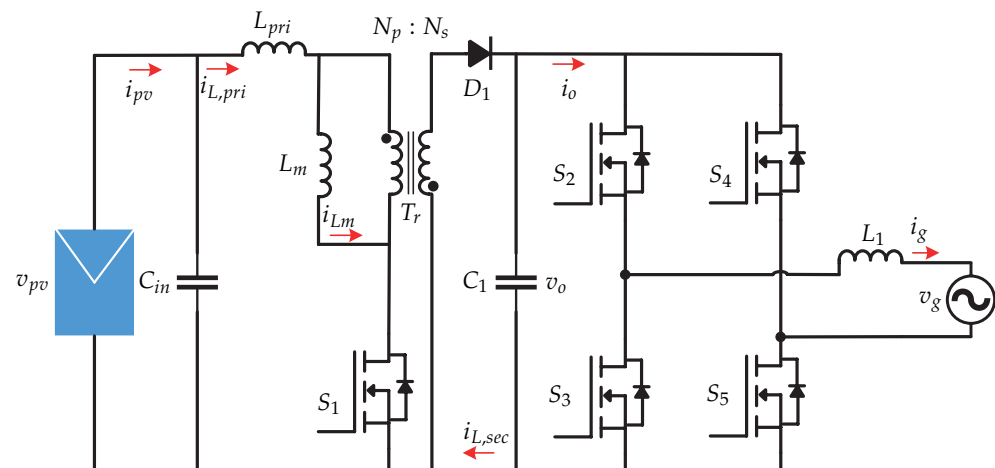 L_pri
N_p : N_s
i_pv
i_L,pri
D_1
i_o
S_2
S_4
L_m
i_Lm
T_r
L_1
i_g
v_pv
C_in
C_1
v_o
v_g
S_1
S_3
S_5
i_L,sec